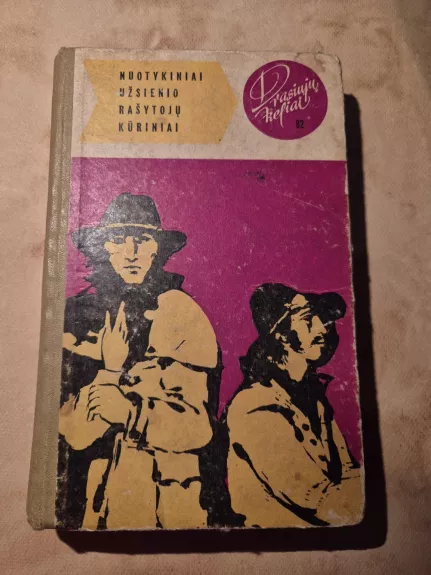 NUOTYKINIAI
UŽSIENIO
RAŠYTOJŲ
KŪRINIAI
Drąsiųjų
keliai
82